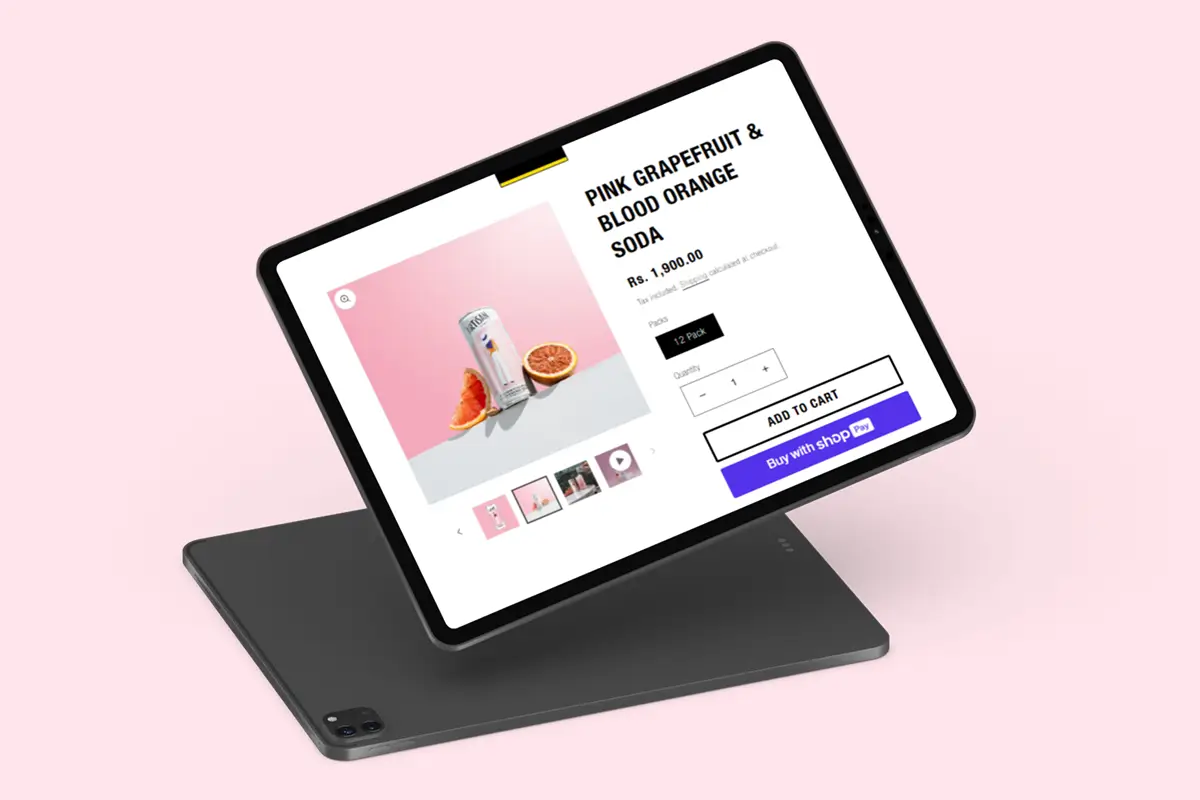 PINK GRAPEFRUIT &
BLOOD ORANGE
SODA
Rs. 1,900.00
Tax included. Shipping calculated at checkout
Packs
12 Pack
Quantity
− 1 +
ADD TO CART
Buy with shop Pay